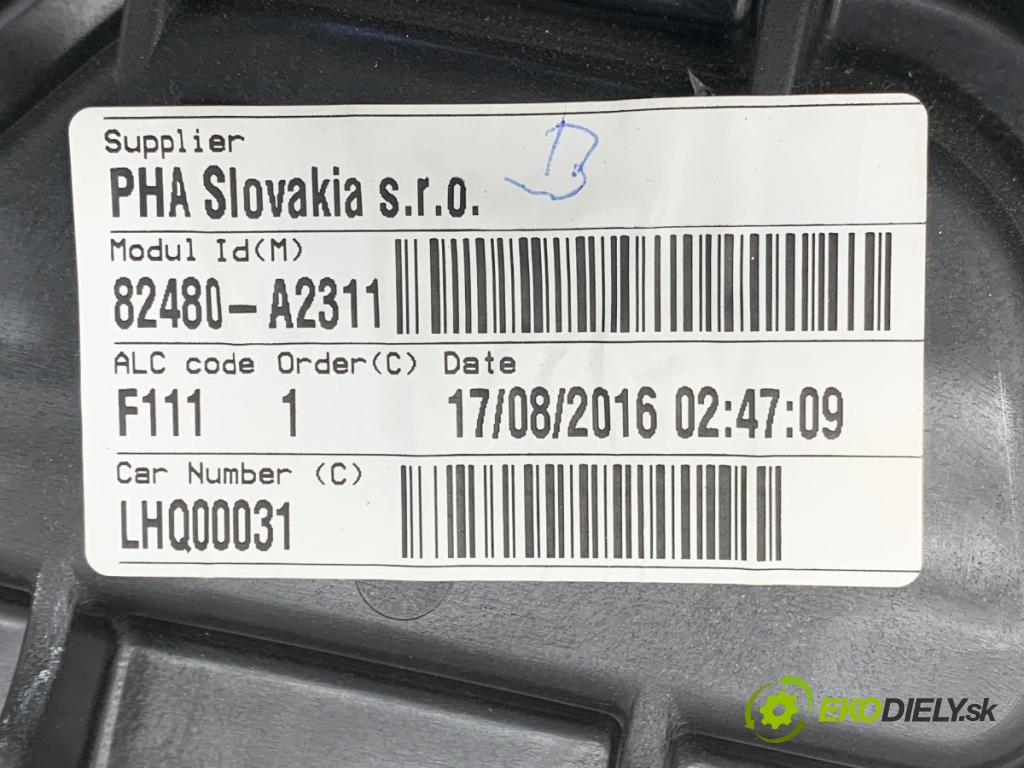 Supplier
PHA Slovakia s.r.o.
Modul Id(M)
82480-A2311
ALC code Order(C) Date
F111 1 17/08/2016 02:47:09
Car Number (C)
LHQ00031
EKODIELY.sk